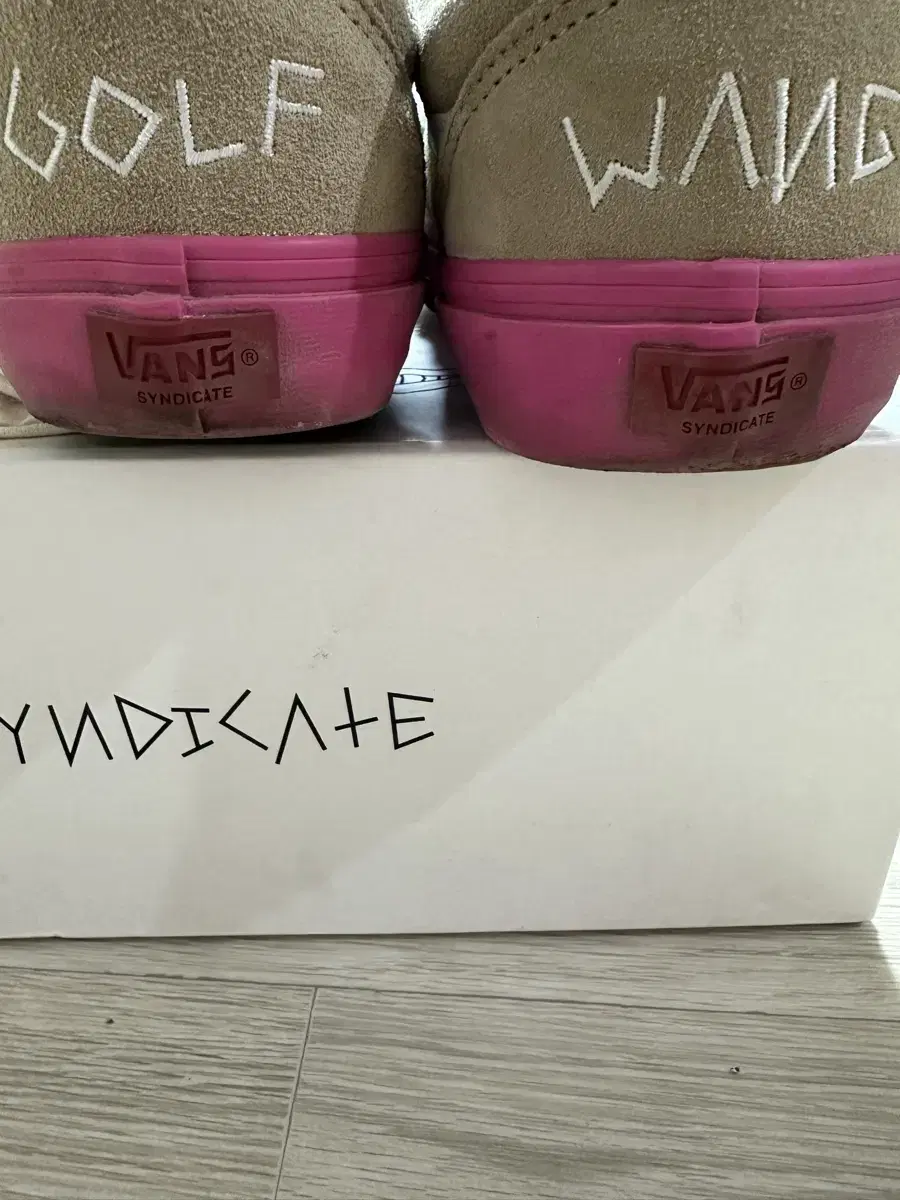 GOLF
WANG
VANS®
SYNDICATE
VANS®
SYNDICATE
YNDICATE